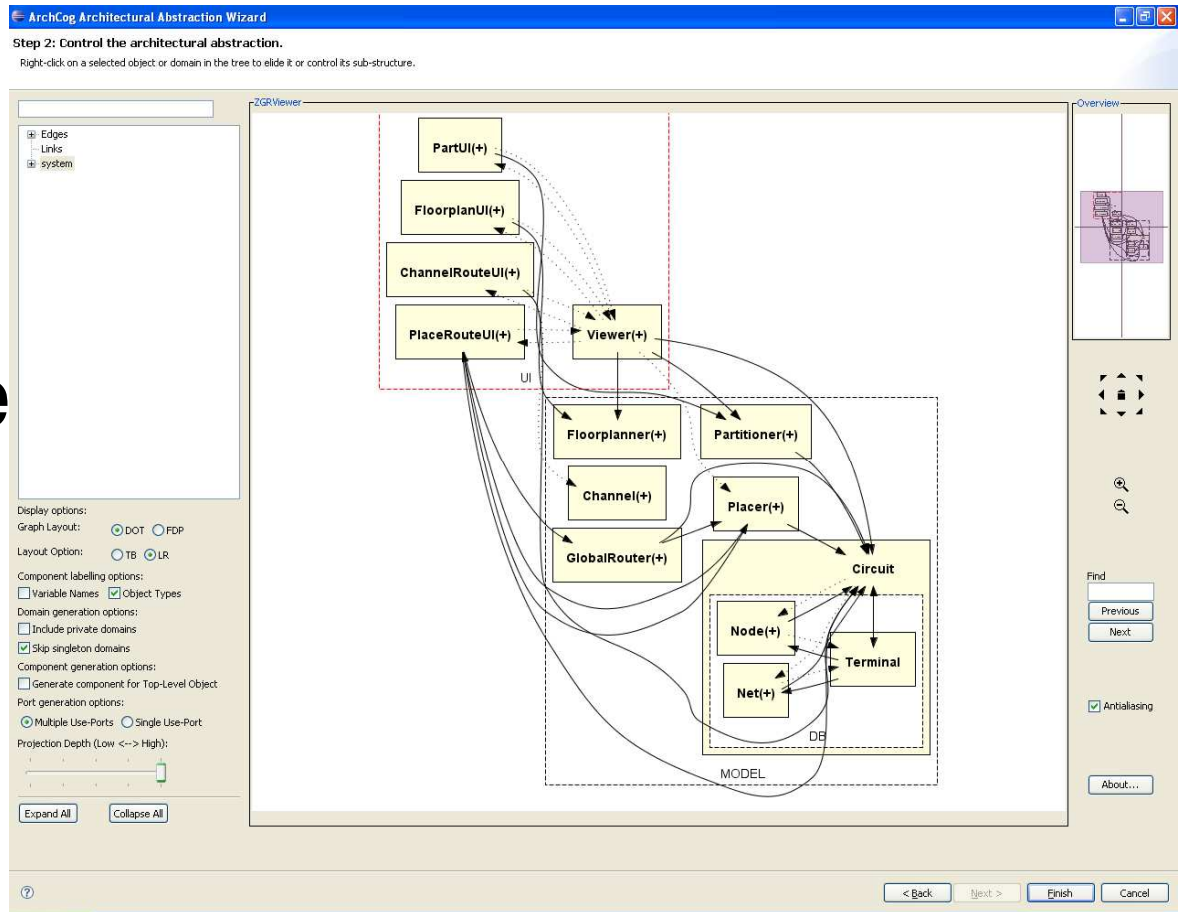 ArchCog Architectural Abstraction Wizard
Step 2: Control the architectural abstraction.
Right-click on a selected object or domain in the tree to elide it or control its sub-structure.
Edges
Links
system
e
Display options:
Graph Layout: DOT FDP
Layout Option: TB LR
Component labelling options:
Variable Names Object Types
Domain generation options:
Include private domains
Skip singleton domains
Component generation options:
Generate component for Top-Level Object
Port generation options:
Multiple Use-Ports Single Use-Port
Projection Depth (Low <--> High):
Expand All Collapse All
ZGRViewer
PartUI(+)
FloorplanUI(+)
ChannelRouteUI(+)
PlaceRouteUI(+) Viewer(+)
UI
Floorplanner(+) Partitioner(+)
Channel(+) Placer(+)
GlobalRouter(+)
Circuit
Node(+)
Terminal
Net(+)
DB
MODEL
Overview
Find
Previous
Next
Antialiasing
About...
< Back Next > Finish Cancel